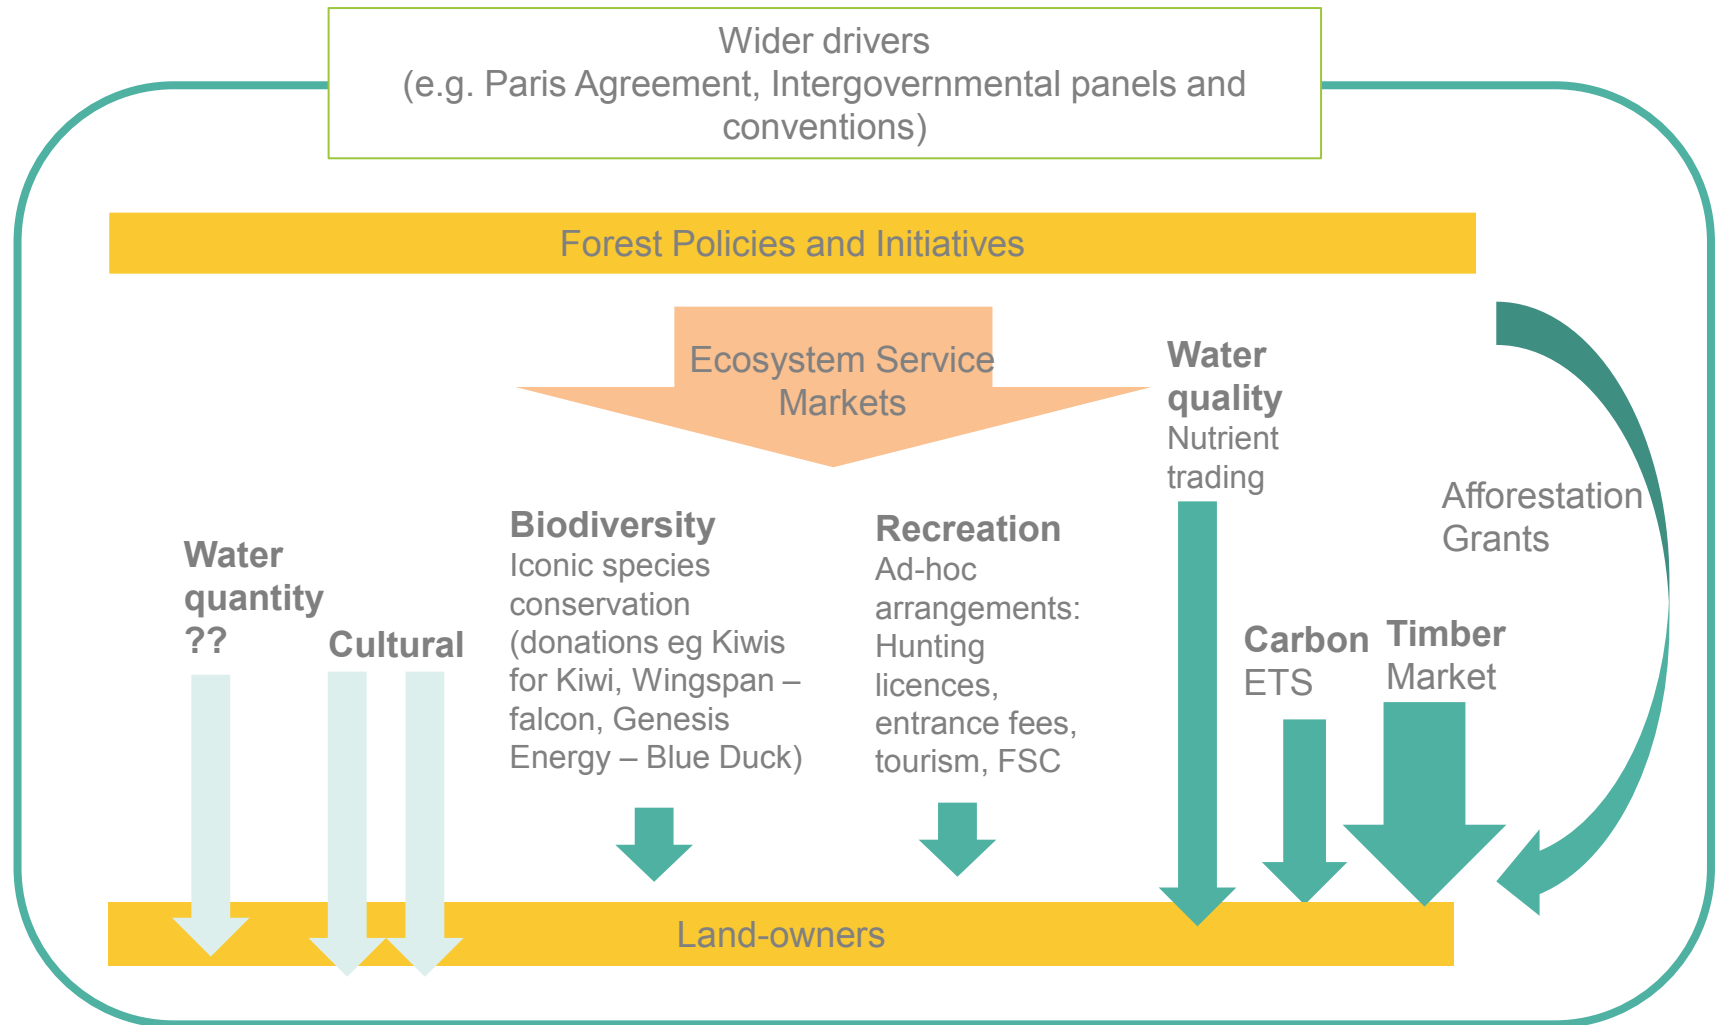 Wider drivers
(e.g. Paris Agreement, Intergovernmental panels and
conventions)
Forest Policies and Initiatives
Ecosystem Service
Markets
Water
quality
Nutrient
trading
Afforestation
Grants
Water
quantity
??
Cultural
Biodiversity
Iconic species
conservation
(donations eg Kiwis
for Kiwi, Wingspan –
falcon, Genesis
Energy – Blue Duck)
Recreation
Ad-hoc
arrangements:
Hunting
licences,
entrance fees,
tourism, FSC
Carbon
ETS
Timber
Market
Land-owners